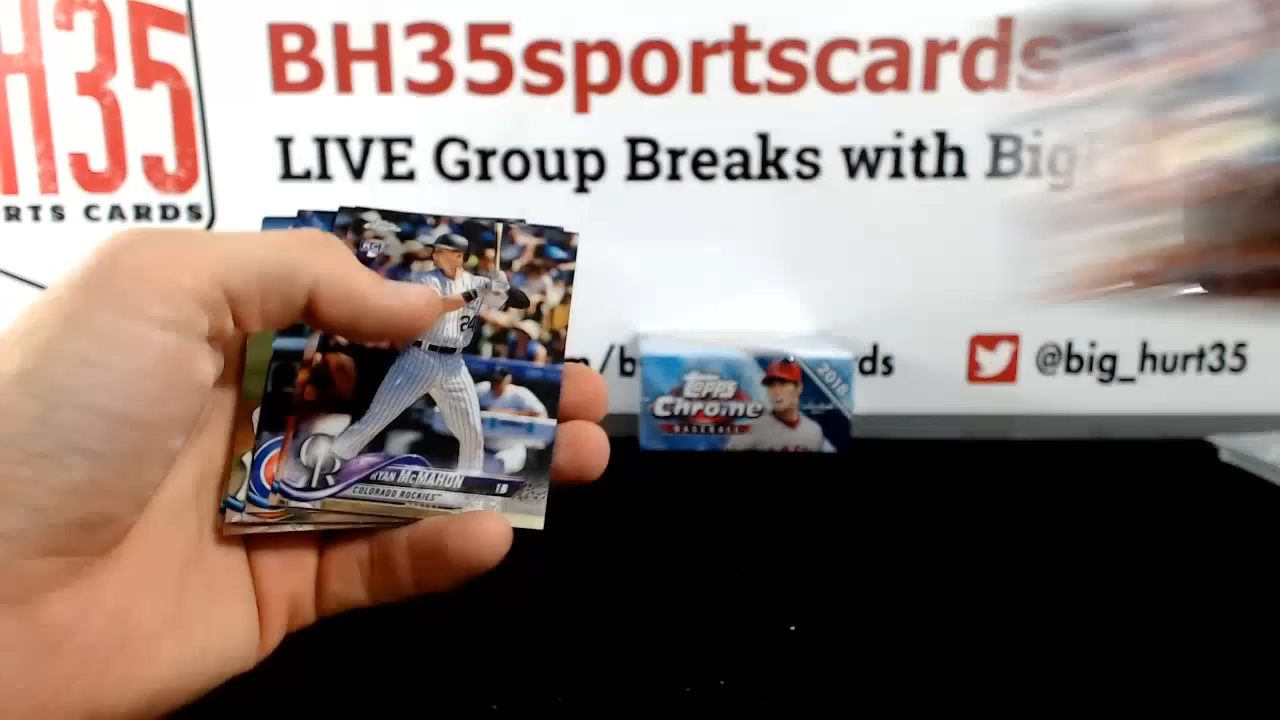 H35
RTS CARDS
BH35sportscards
LIVE Group Breaks with Big
/b
ds
@big_hurt35
Topps
Chrome
BASEBALL
2018
RYAN McMAHON
1B
COLORADO ROCKIES
24